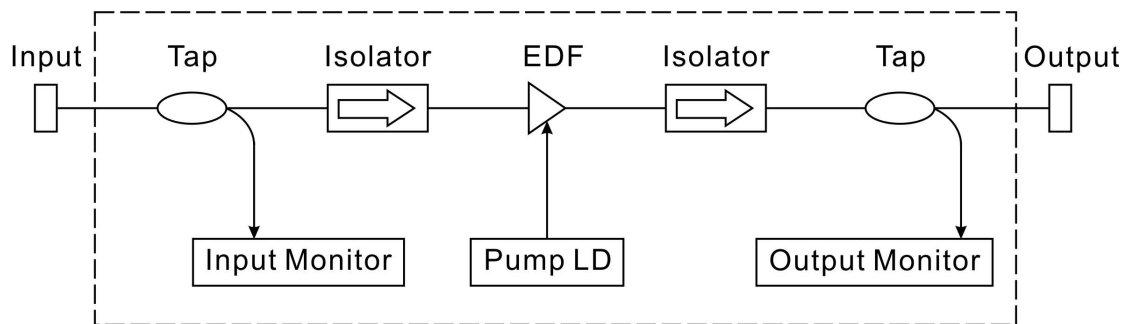 Input
Tap
Isolator
EDF
Isolator
Tap
Output
Input Monitor
Pump LD
Output Monitor